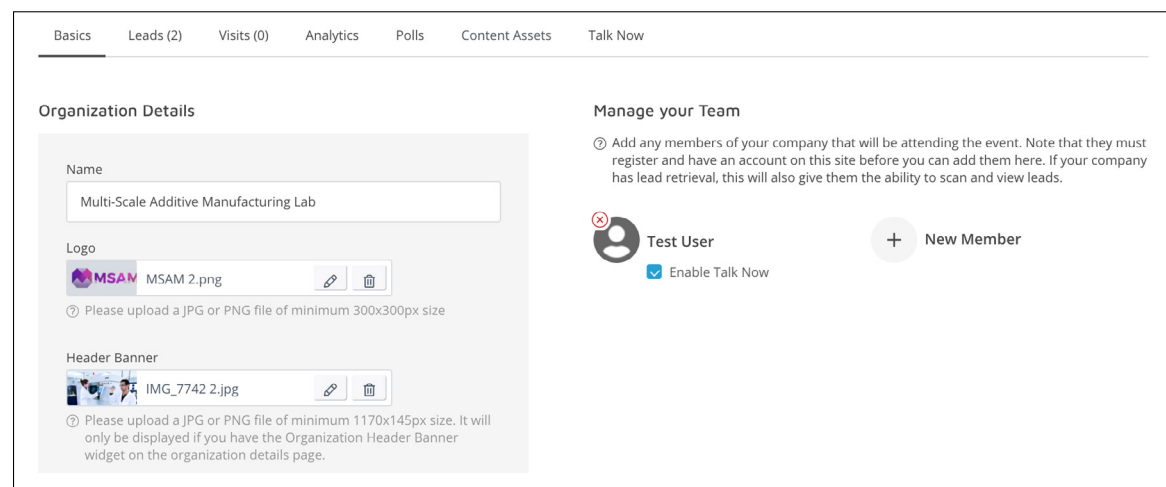 Basics Leads (2) Visits (0) Analytics Polls Content Assets Talk Now
Organization Details
Name
Multi-Scale Additive Manufacturing Lab
Logo
MSAM MSAM 2.png
Please upload a JPG or PNG file of minimum 300x300px size
Header Banner
IMG_7742 2.jpg
Please upload a JPG or PNG file of minimum 1170x145px size. It will
only be displayed if you have the Organization Header Banner
widget on the organization details page.
Manage your Team
Add any members of your company that will be attending the event. Note that they must
register and have an account on this site before you can add them here. If your company
has lead retrieval, this will also give them the ability to scan and view leads.
Test User
Enable Talk Now
New Member